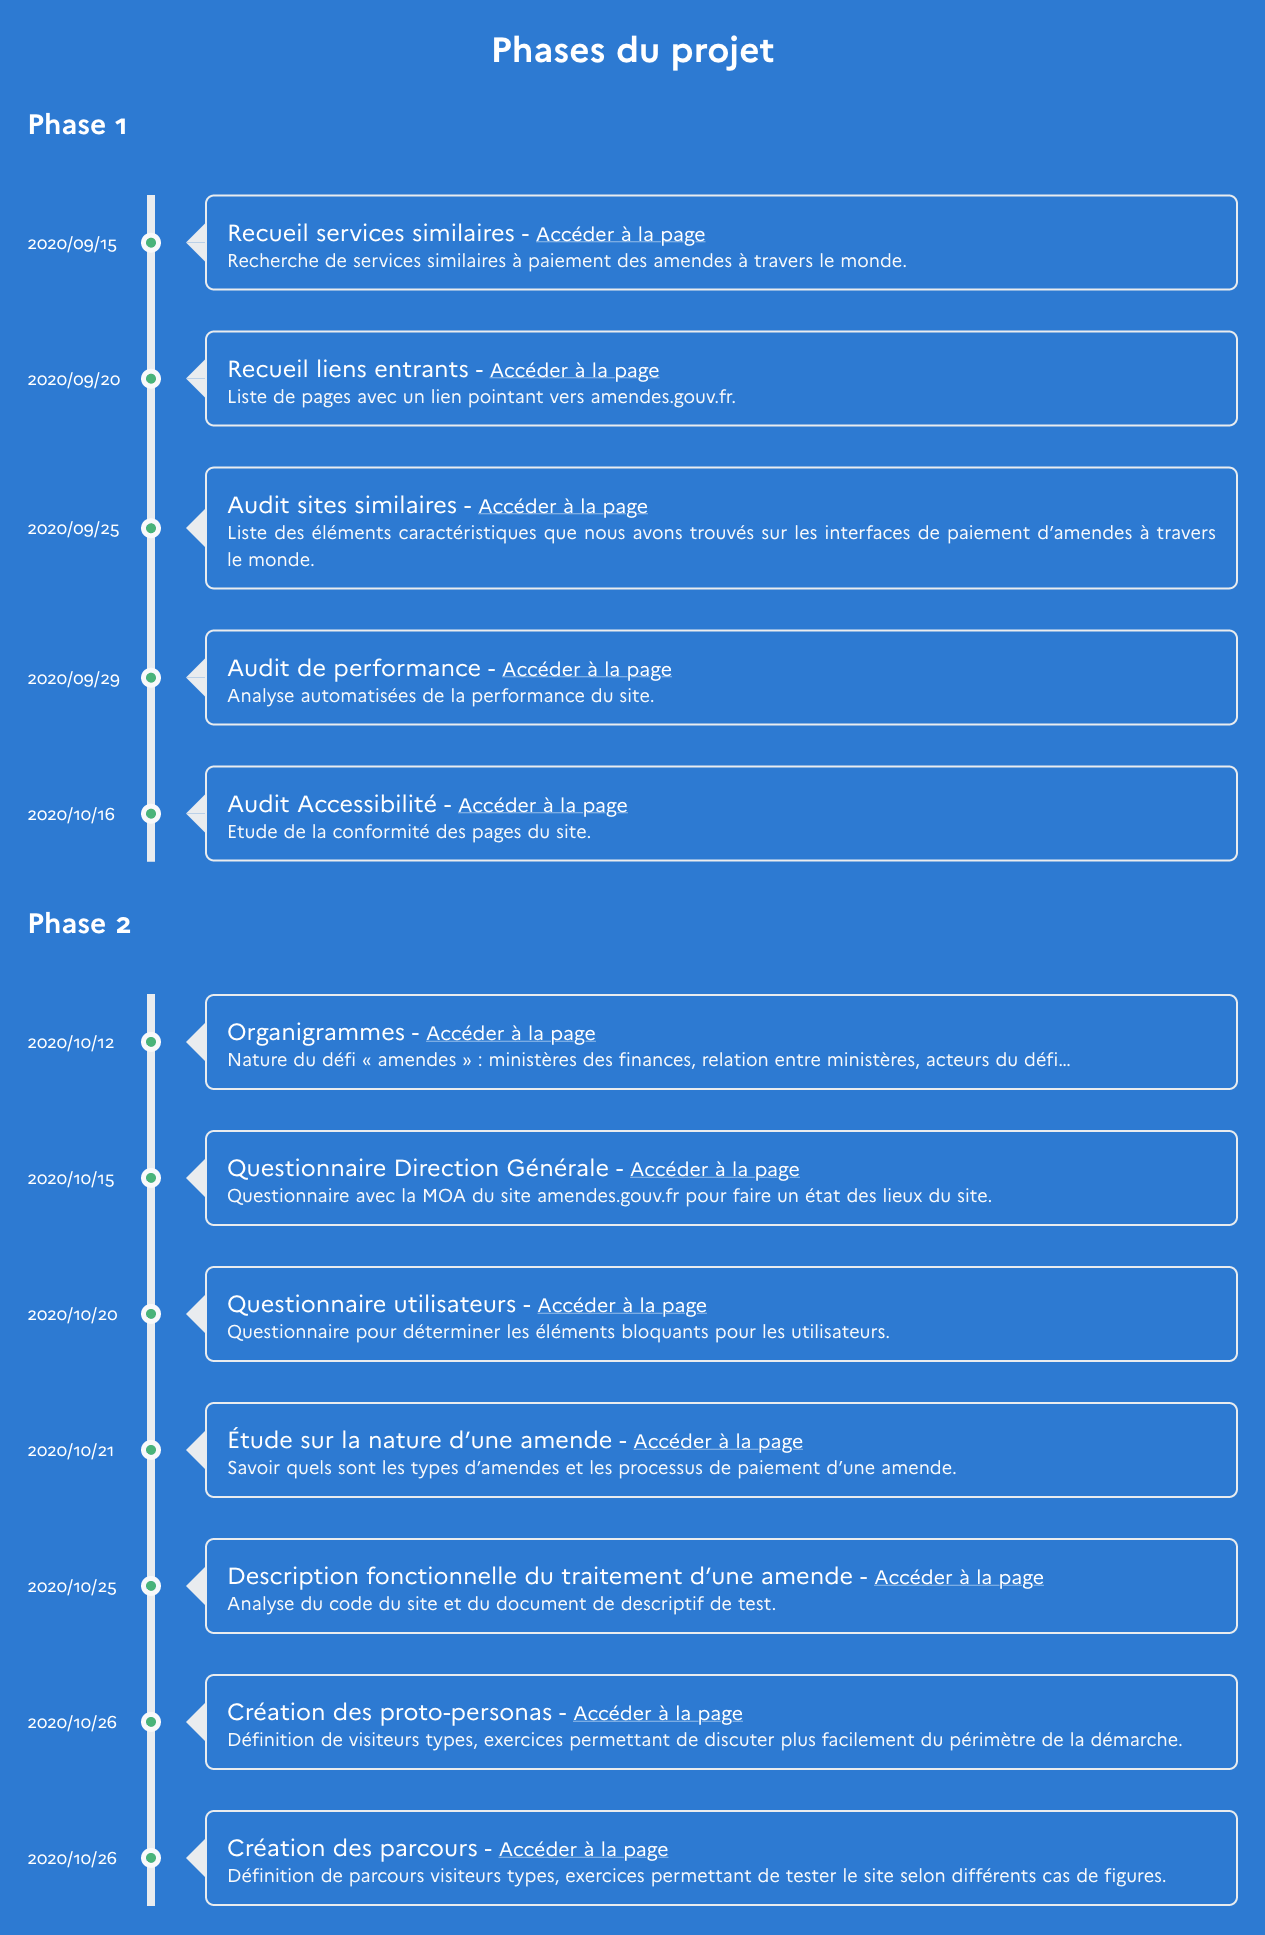 Phases du projet
Phase 1
2020/09/15
Recueil services similaires - Accéder à la page
Recherche de services similaires à paiement des amendes à travers le monde.
2020/09/20
Recueil liens entrants - Accéder à la page
Liste de pages avec un lien pointant vers amendes.gouv.fr.
2020/09/25
Audit sites similaires - Accéder à la page
Liste des éléments caractéristiques que nous avons trouvés sur les interfaces de paiement d’amendes à travers
le monde.
2020/09/29
Audit de performance - Accéder à la page
Analyse automatisées de la performance du site.
2020/10/16
Audit Accessibilité - Accéder à la page
Etude de la conformité des pages du site.
Phase 2
2020/10/12
Organigrammes - Accéder à la page
Nature du défi « amendes » : ministères des finances, relation entre ministères, acteurs du défi…
2020/10/15
Questionnaire Direction Générale - Accéder à la page
Questionnaire avec la MOA du site amendes.gouv.fr pour faire un état des lieux du site.
2020/10/20
Questionnaire utilisateurs - Accéder à la page
Questionnaire pour déterminer les éléments bloquants pour les utilisateurs.
2020/10/21
Étude sur la nature d’une amende - Accéder à la page
Savoir quels sont les types d’amendes et les processus de paiement d’une amende.
2020/10/25
Description fonctionnelle du traitement d’une amende - Accéder à la page
Analyse du code du site et du document de descriptif de test.
2020/10/26
Création des proto-personas - Accéder à la page
Définition de visiteurs types, exercices permettant de discuter plus facilement du périmètre de la démarche.
2020/10/26
Création des parcours - Accéder à la page
Définition de parcours visiteurs types, exercices permettant de tester le site selon différents cas de figures.